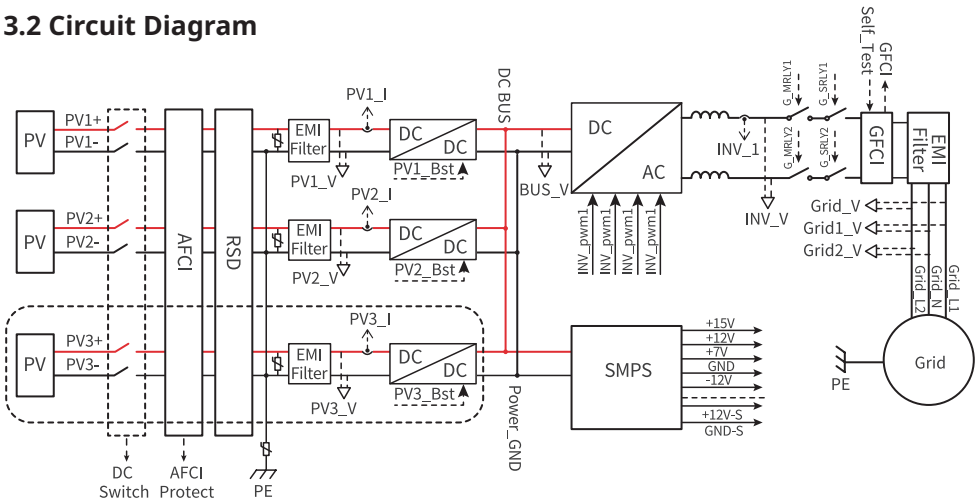 3.2 Circuit Diagram
Self_Test
GFCI
G_MRLY1
G_SRLY1
DC BUS
PV1_I
PV
PV1+
PV1-
EMI
Filter
DC
DC
PV1_V
PV1_Bst
BUS_V
DC
AC
INV_1
G_MRLY2
G_SRLY2
INV_V
GFCI
EMI
Filter
PV2_I
PV
PV2+
PV2-
AFCI
RSD
EMI
Filter
DC
DC
PV2_V
PV2_Bst
INV_pwm1
INV_pwm1
INV_pwm1
INV_pwm1
Grid_V
Grid1_V
Grid2_V
Grid_L2
Grid_N
Grid_L1
PV3_I
PV
PV3+
PV3-
EMI
Filter
DC
DC
PV3_V
PV3_Bst
Power_GND
SMPS
+15V
+12V
+7V
GND
-12V
+12V-S
GND-S
PE
Grid
DC
Switch
AFCI
Protect
PE